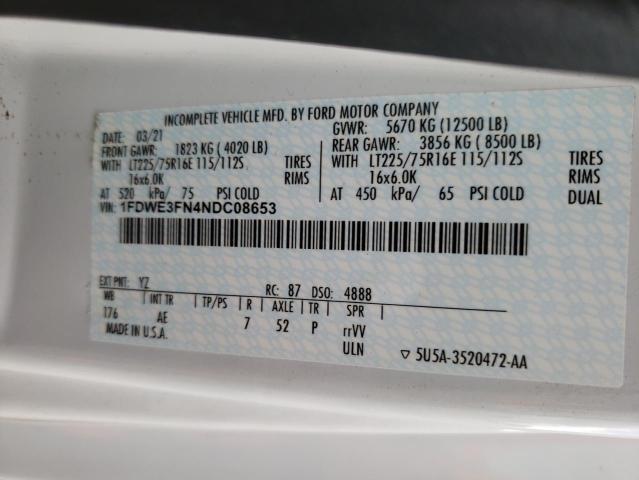 INCOMPLETE VEHICLE MFD. BY FORD MOTOR COMPANY
DATE: 03/21 GVWR: 5670 KG (12500 LB)
FRONT GAWR: 1823 KG ( 4020 LB) REAR GAWR: 3856 KG ( 8500 LB)
WITH LT225/75R16E 115/112S TIRES WITH LT225/75R16E 115/112S TIRES
16x6.0K RIMS 16x6.0K RIMS
AT 520 kPa/ 75 PSI COLD AT 450 kPa/ 65 PSI COLD DUAL
VIN: 1FDWE3FN4NDC08653
EXT PNT: YZ RC: 87 DSO: 4888
WB INT TR TP/PS R AXLE TR SPR
176 AE 7 52 P rrVV
MADE IN U.S.A. ULN ▽ 5U5A-3520472-AA